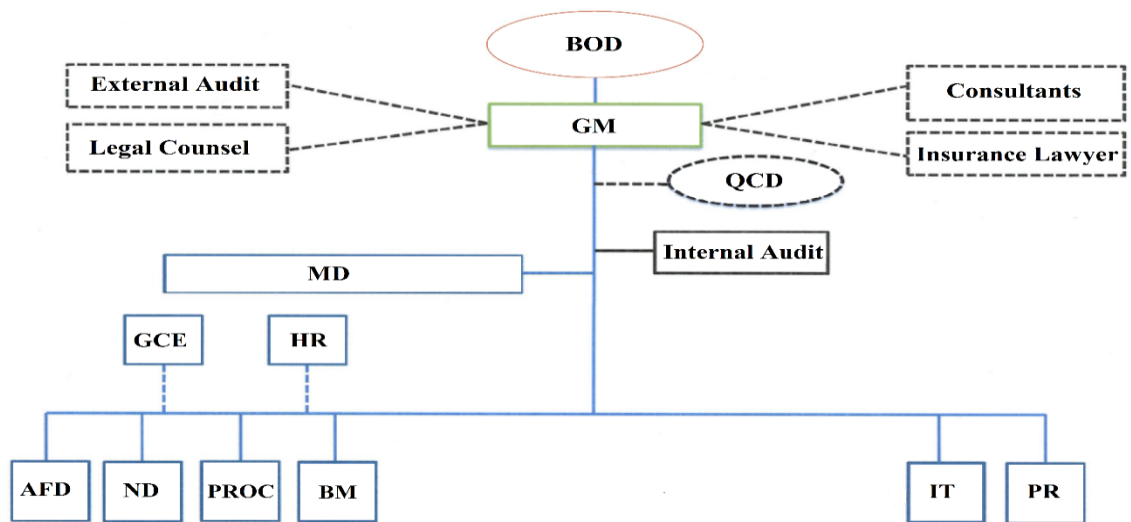 BOD
External Audit
Consultants
GM
Legal Counsel
Insurance Lawyer
QCD
Internal Audit
MD
GCE
HR
AFD
ND
PROC
BM
IT
PR